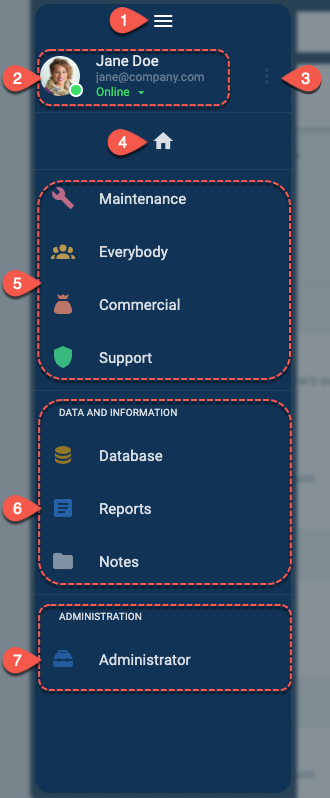 1
2
Jane Doe
jane@company.com
Online
3
4
5
Maintenance
Everybody
Commercial
Support
DATA AND INFORMATION
Database
6
Reports
Notes
ADMINISTRATION
7
Administrator